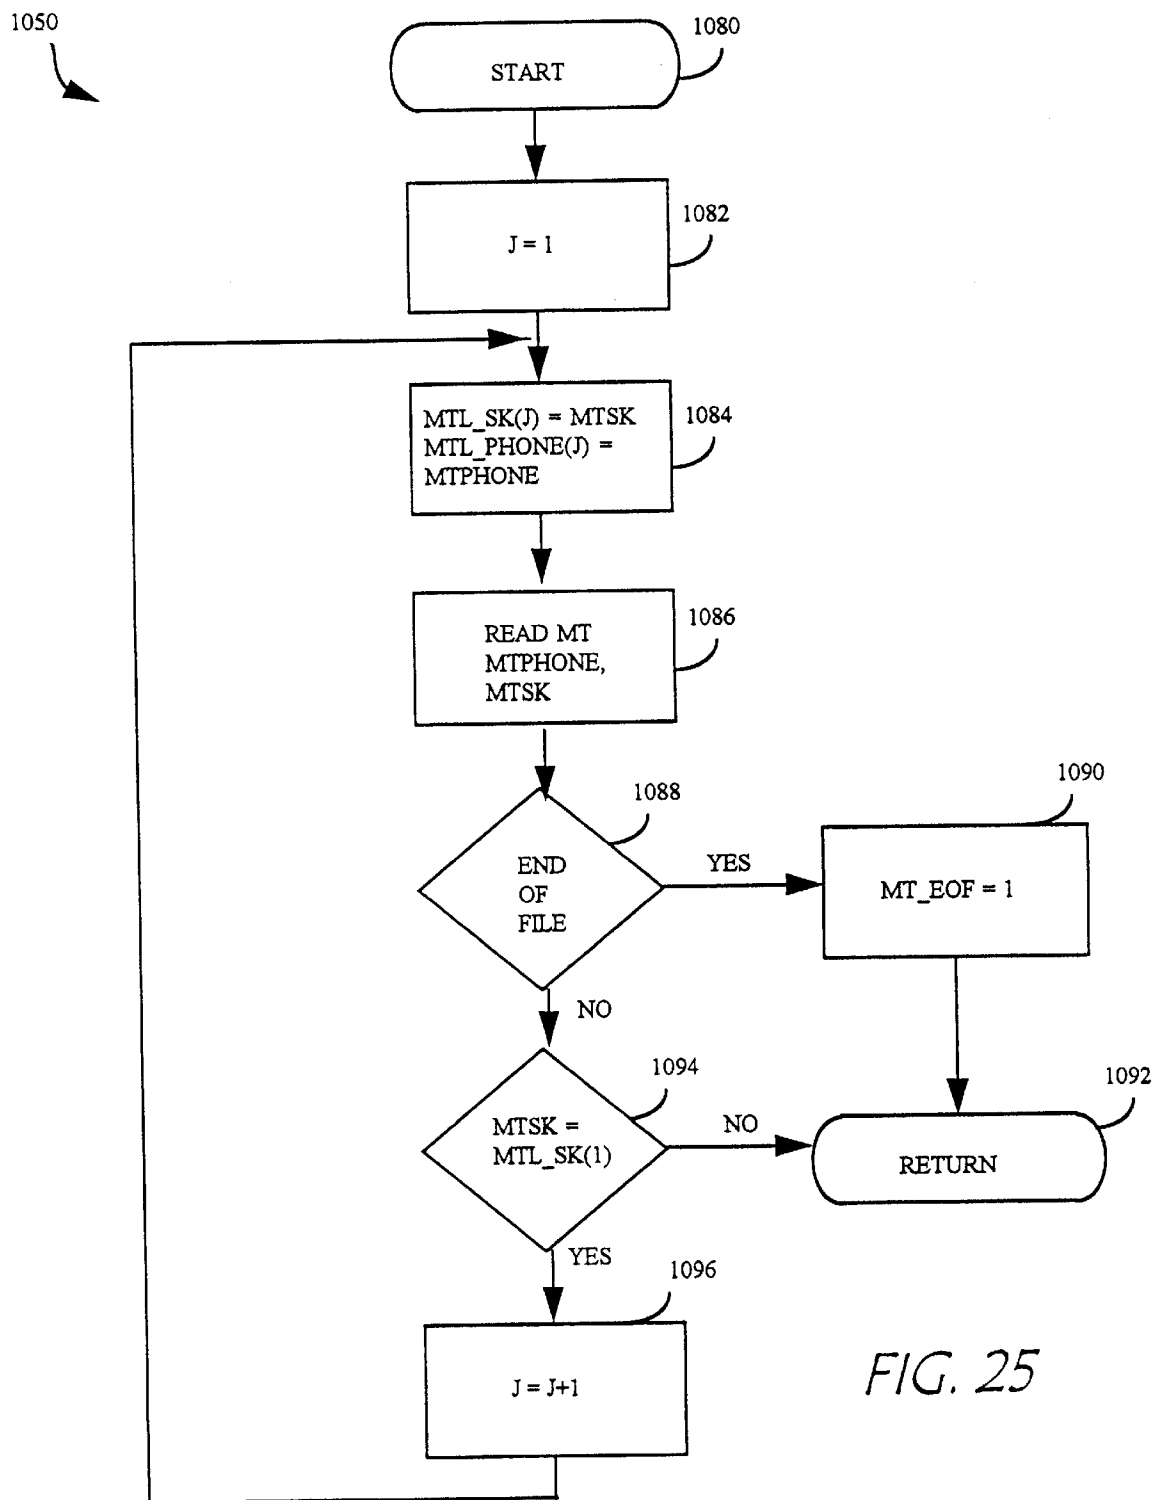 1050
1080
START
1082
J = 1
1084
MTL_SK(J) = MTSK
MTL_PHONE(J) =
MTPHONE
1086
READ MT
MTPHONE,
MTSK
1088
END
OF
FILE
YES
1090
MT_EOF = 1
NO
1094
MTSK =
MTL_SK(1)
NO
1092
RETURN
YES
1096
J = J+1
FIG. 25